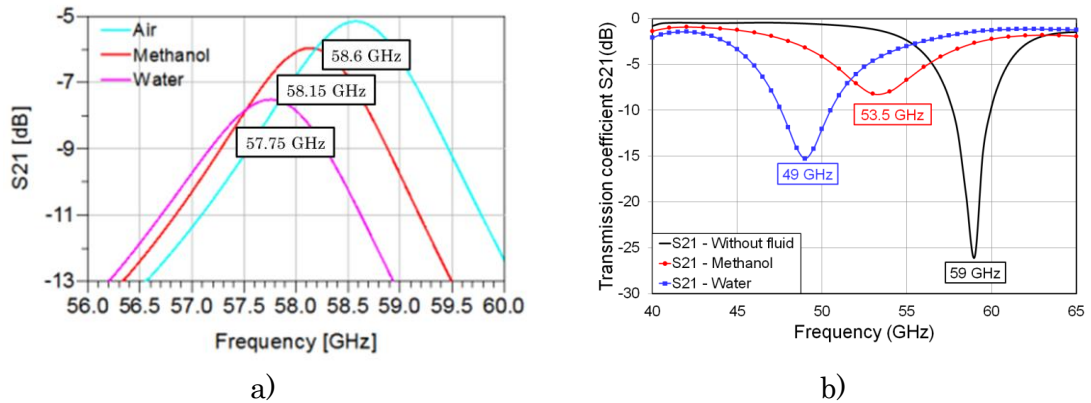 -5
-7
-9
-11
-13
S21 [dB]
Air
Methanol
Water
58.6 GHz
58.15 GHz
57.75 GHz
56.0 56.5 57.0 57.5 58.0 58.5 59.0 59.5 60.0
Frequency [GHz]
a)
0
-5
-10
-15
-20
-25
-30
Transmission coefficient S21(dB)
53.5 GHz
49 GHz
59 GHz
S21 - Without fluid
S21 - Methanol
S21 - Water
40 45 50 55 60 65
Frequency (GHz)
b)